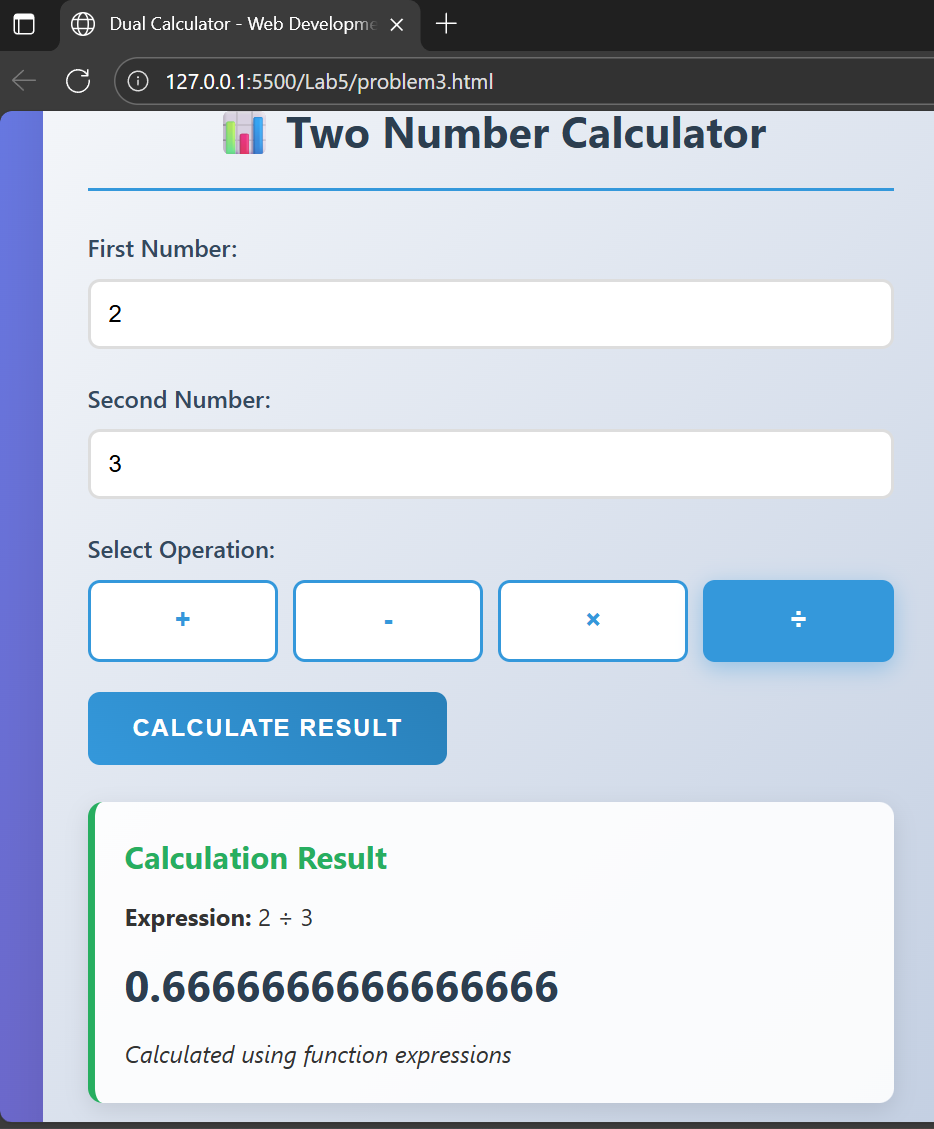 Dual Calculator - Web Developme
127.0.0.1:5500/Lab5/problem3.html
Two Number Calculator
First Number:
2
Second Number:
3
Select Operation:
+ - × ÷
CALCULATE RESULT
Calculation Result
Expression: 2 ÷ 3
0.6666666666666666
Calculated using function expressions